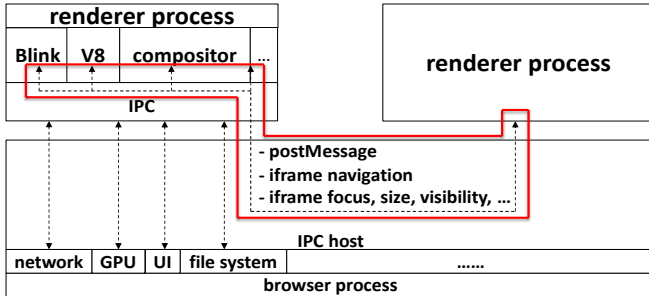 renderer process
Blink V8 compositor ...
IPC
renderer process
- postMessage
- iframe navigation
- iframe focus, size, visibility, ...
IPC host
network GPU UI file system ......
browser process